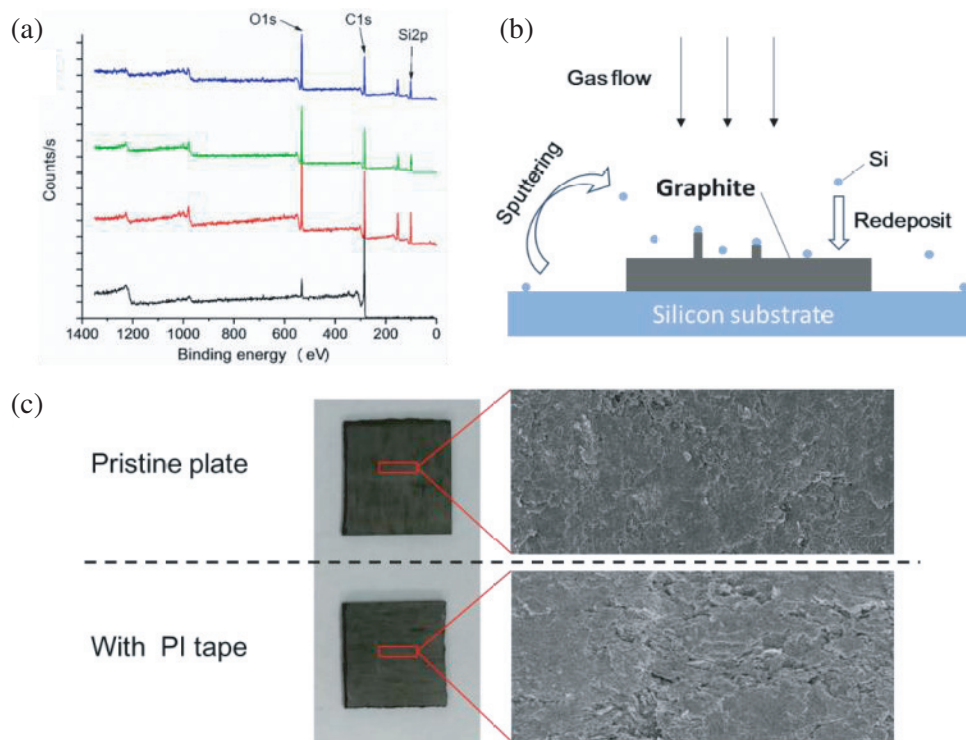 (a)
O1s
C1s
Si2p
Counts/s
1400 1200 1000 800 600 400 200 0
Binding energy ( eV)
(b)
Gas flow
Sputtering
Si
Graphite
Redeposit
Silicon substrate
(c)
Pristine plate
With PI tape